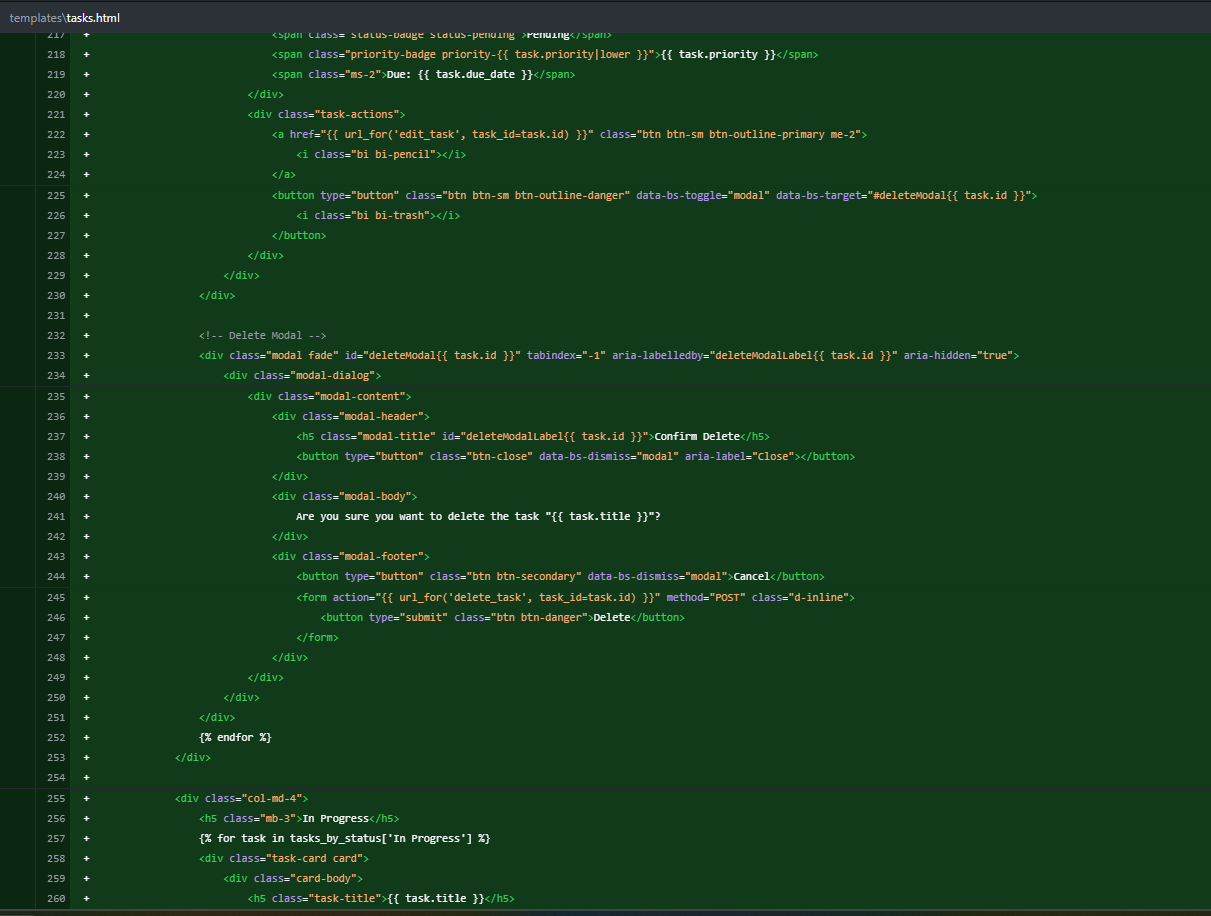 templates\tasks.html
217 + <span class="status-badge status-pending">Pending</span>
218 + <span class="priority-badge priority-{{ task.priority|lower }}">{{ task.priority }}</span>
219 + <span class="ms-2">Due: {{ task.due_date }}</span>
220 + </div>
221 + <div class="task-actions">
222 + <a href="{{ url_for('edit_task', task_id=task.id) }}" class="btn btn-sm btn-outline-primary me-2">
223 + <i class="bi bi-pencil"></i>
224 + </a>
225 + <button type="button" class="btn btn-sm btn-outline-danger" data-bs-toggle="modal" data-bs-target="#deleteModal{{ task.id }}">
226 + <i class="bi bi-trash"></i>
227 + </button>
228 + </div>
229 + </div>
230 + </div>
231 +
232 + <!-- Delete Modal -->
233 + <div class="modal fade" id="deleteModal{{ task.id }}" tabindex="-1" aria-labelledby="deleteModalLabel{{ task.id }}" aria-hidden="true">
234 + <div class="modal-dialog">
235 + <div class="modal-content">
236 + <div class="modal-header">
237 + <h5 class="modal-title" id="deleteModalLabel{{ task.id }}">Confirm Delete</h5>
238 + <button type="button" class="btn-close" data-bs-dismiss="modal" aria-label="Close"></button>
239 + </div>
240 + <div class="modal-body">
241 + Are you sure you want to delete the task "{{ task.title }}"?
242 + </div>
243 + <div class="modal-footer">
244 + <button type="button" class="btn btn-secondary" data-bs-dismiss="modal">Cancel</button>
245 + <form action="{{ url_for('delete_task', task_id=task.id) }}" method="POST" class="d-inline">
246 + <button type="submit" class="btn btn-danger">Delete</button>
247 + </form>
248 + </div>
249 + </div>
250 + </div>
251 + </div>
252 + {% endfor %}
253 + </div>
254 +
255 + <div class="col-md-4">
256 + <h5 class="mb-3">In Progress</h5>
257 + {% for task in tasks_by_status['In Progress'] %}
258 + <div class="task-card card">
259 + <div class="card-body">
260 + <h5 class="task-title">{{ task.title }}</h5>